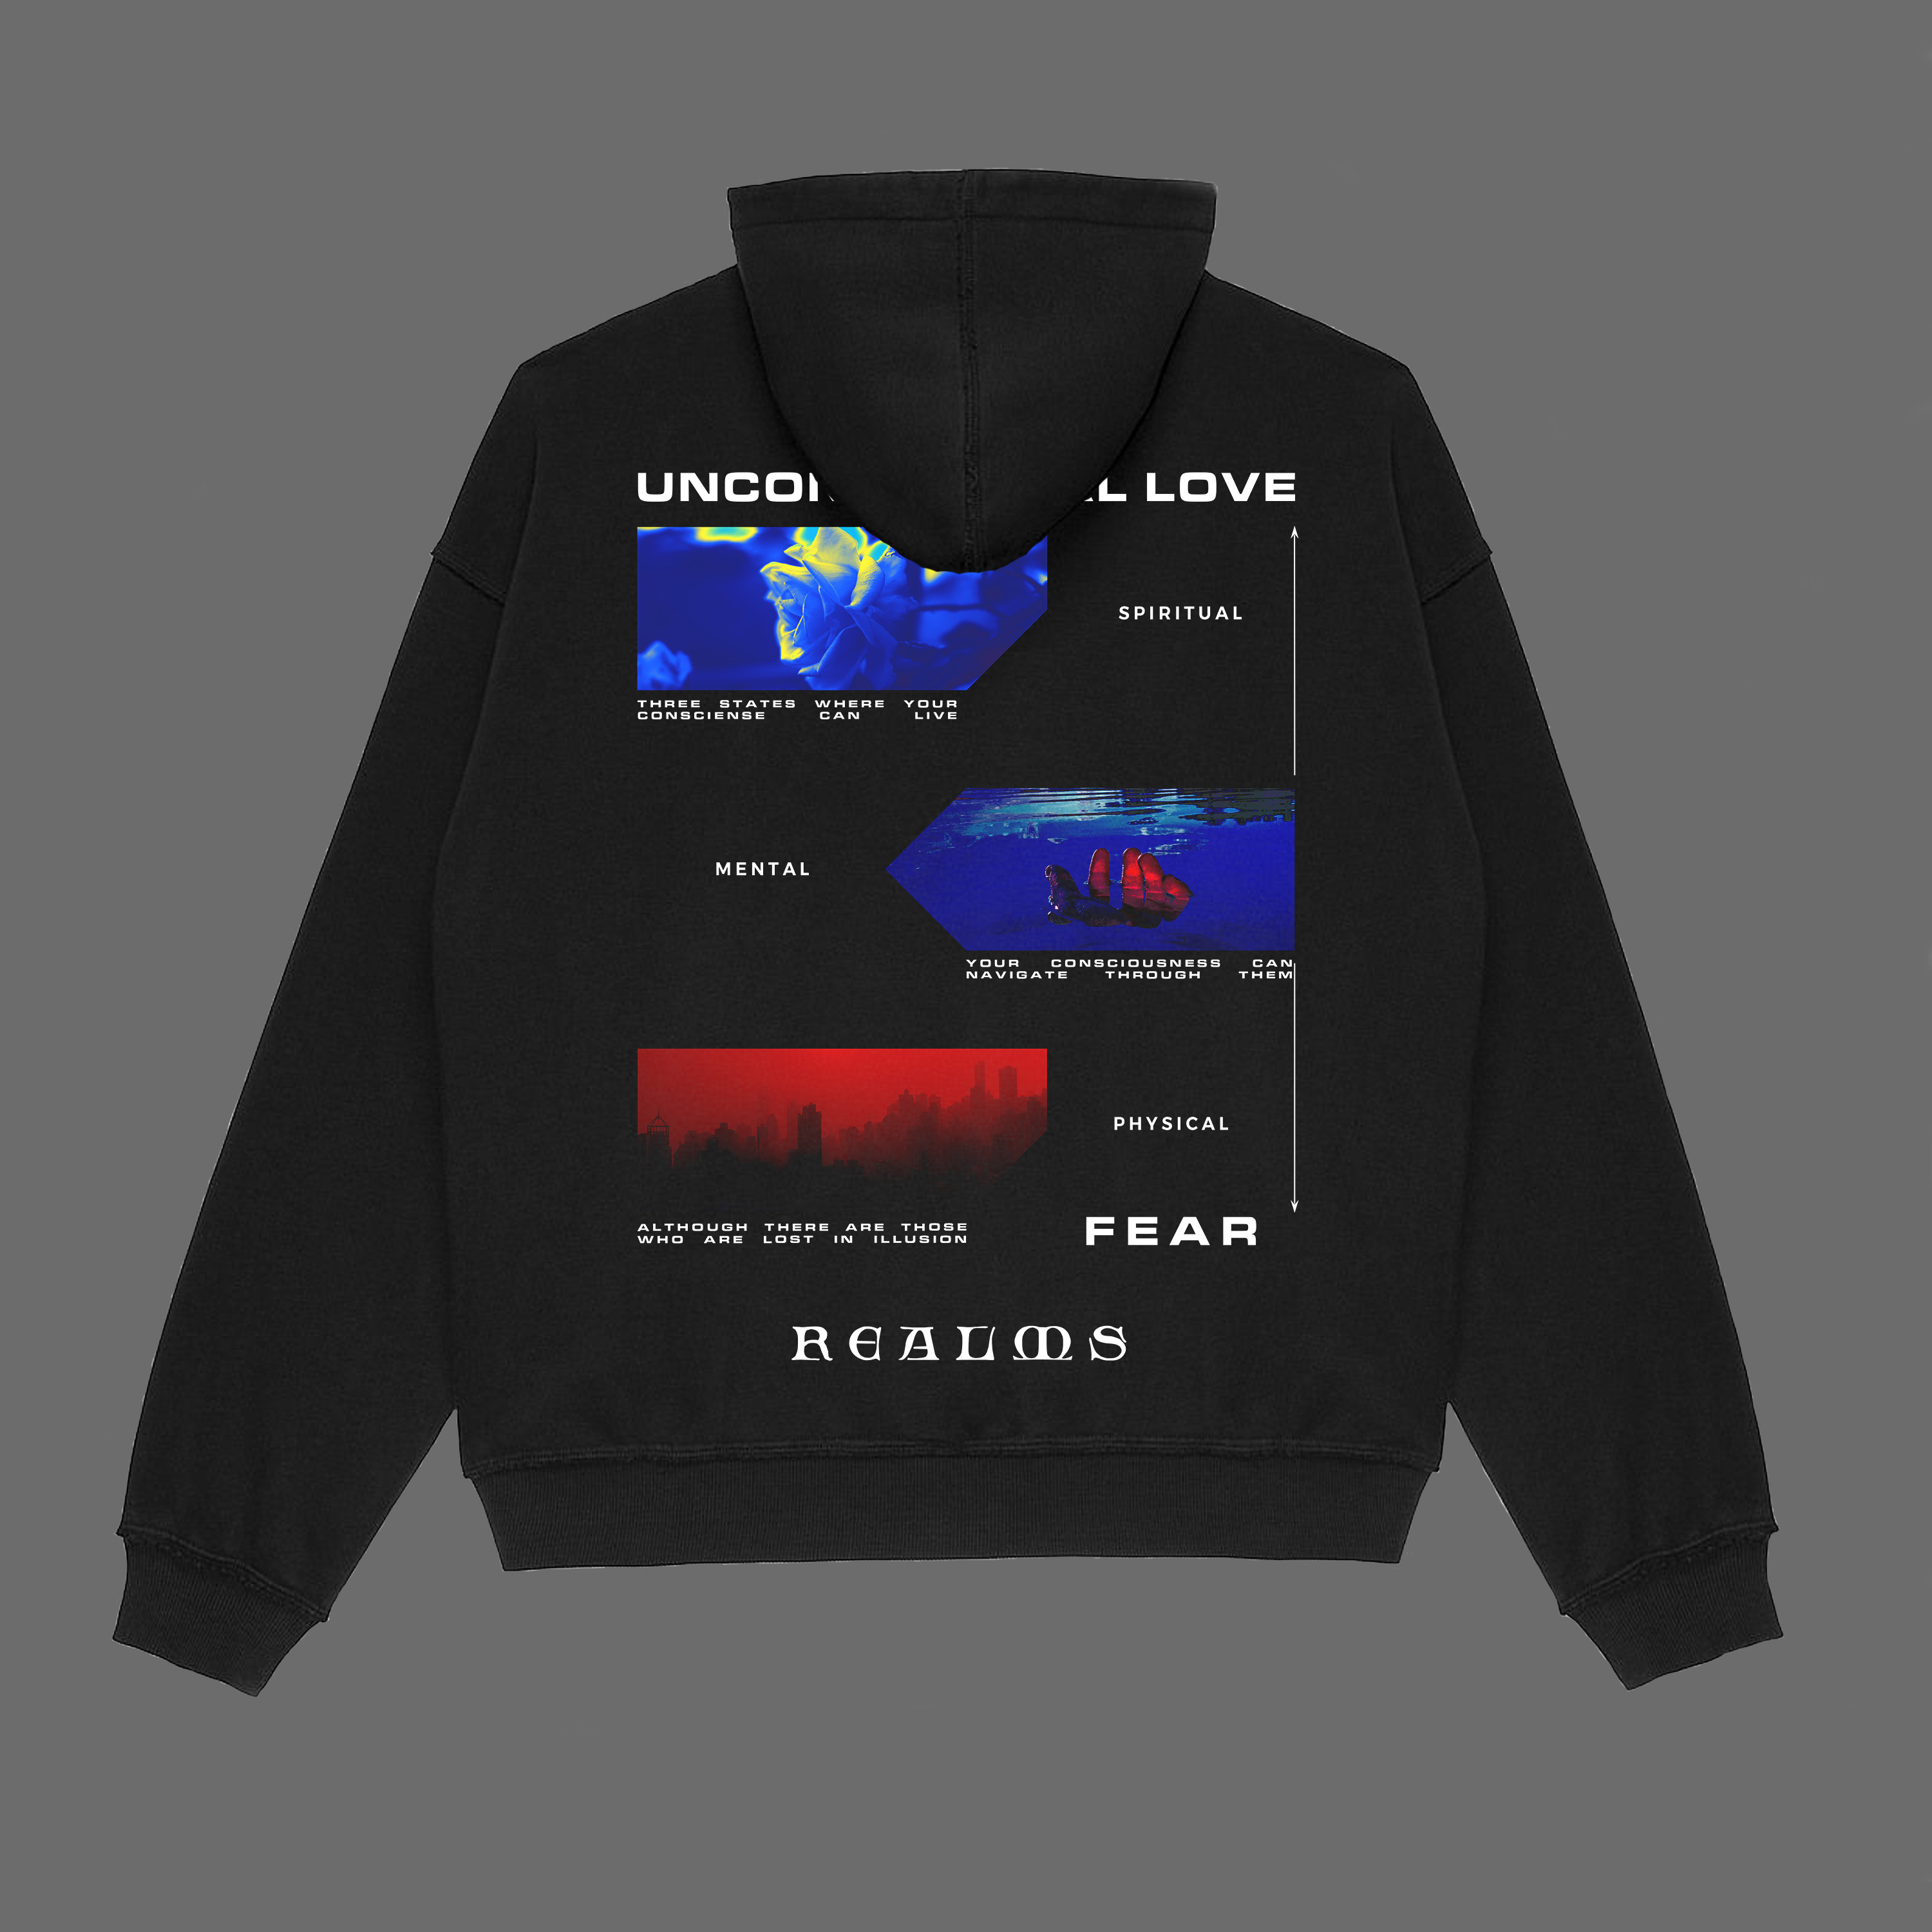 LOVE
SPIRITUAL
THREE STATES WHERE YOUR
CONSCIENSE CAN LIVE
MENTAL
YOUR CONSCIOUSNESS CAN
NAVIGATE THROUGH THEM
PHYSICAL
ALTHOUGH THERE ARE THOSE
WHO ARE LOST IN ILLUSION
FEAR
REALMS